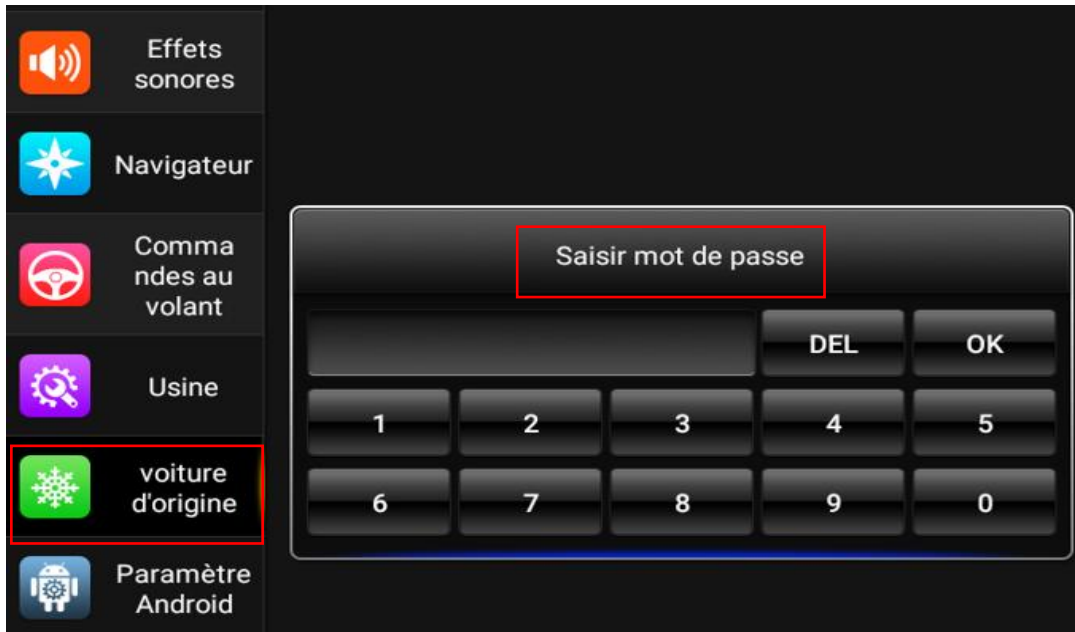 Effets
sonores
Navigateur
Comma
ndes au
volant
Usine
voiture
d'origine
Paramètre
Android
Saisir mot de passe
DEL OK
1 2 3 4 5
6 7 8 9 0